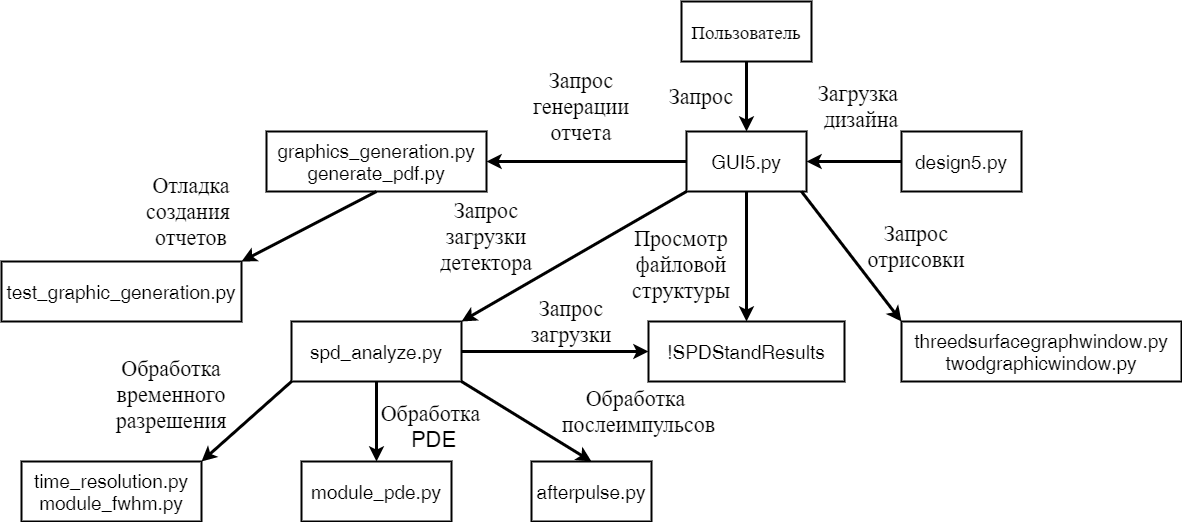 Пользователь
Запрос
Запрос
генерации
отчета
Загрузка
дизайна
graphics_generation.py
generate_pdf.py
GUI5.py
design5.py
Отладка
создания
отчетов
Запрос
загрузки
детектора
Просмотр
файловой
структуры
Запрос
отрисовки
test_graphic_generation.py
spd_analyze.py
Запрос
загрузки
!SPDStandResults
threedsurfacegraphwindow.py
twodgraphicwindow.py
Обработка
временного
разрешения
Обработка
PDE
Обработка
послеимпульсов
time_resolution.py
module_fwhm.py
module_pde.py
afterpulse.py